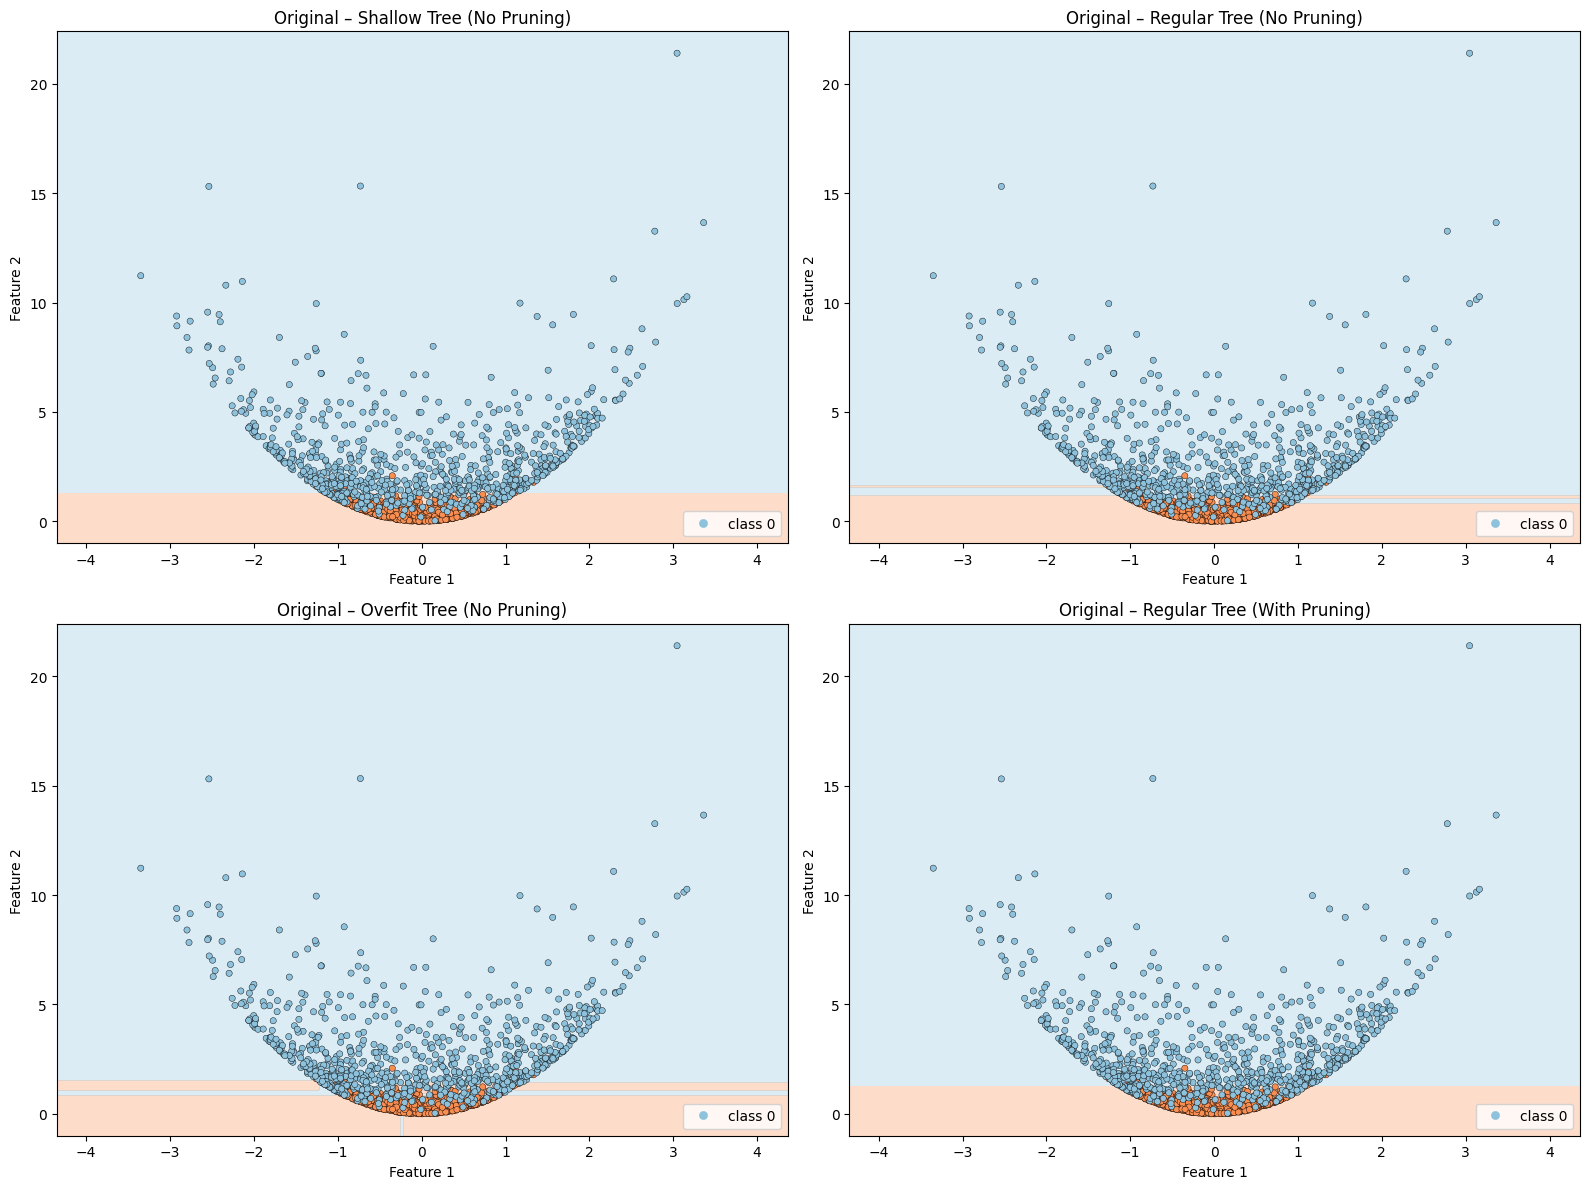 Original – Shallow Tree (No Pruning)
Feature 2
20
15
10
5
0
−4 −3 −2 −1 0 1 2 3 4
Feature 1
class 0
Original – Regular Tree (No Pruning)
Feature 2
20
15
10
5
0
−4 −3 −2 −1 0 1 2 3 4
Feature 1
class 0
Original – Overfit Tree (No Pruning)
Feature 2
20
15
10
5
0
−4 −3 −2 −1 0 1 2 3 4
Feature 1
class 0
Original – Regular Tree (With Pruning)
Feature 2
20
15
10
5
0
−4 −3 −2 −1 0 1 2 3 4
Feature 1
class 0